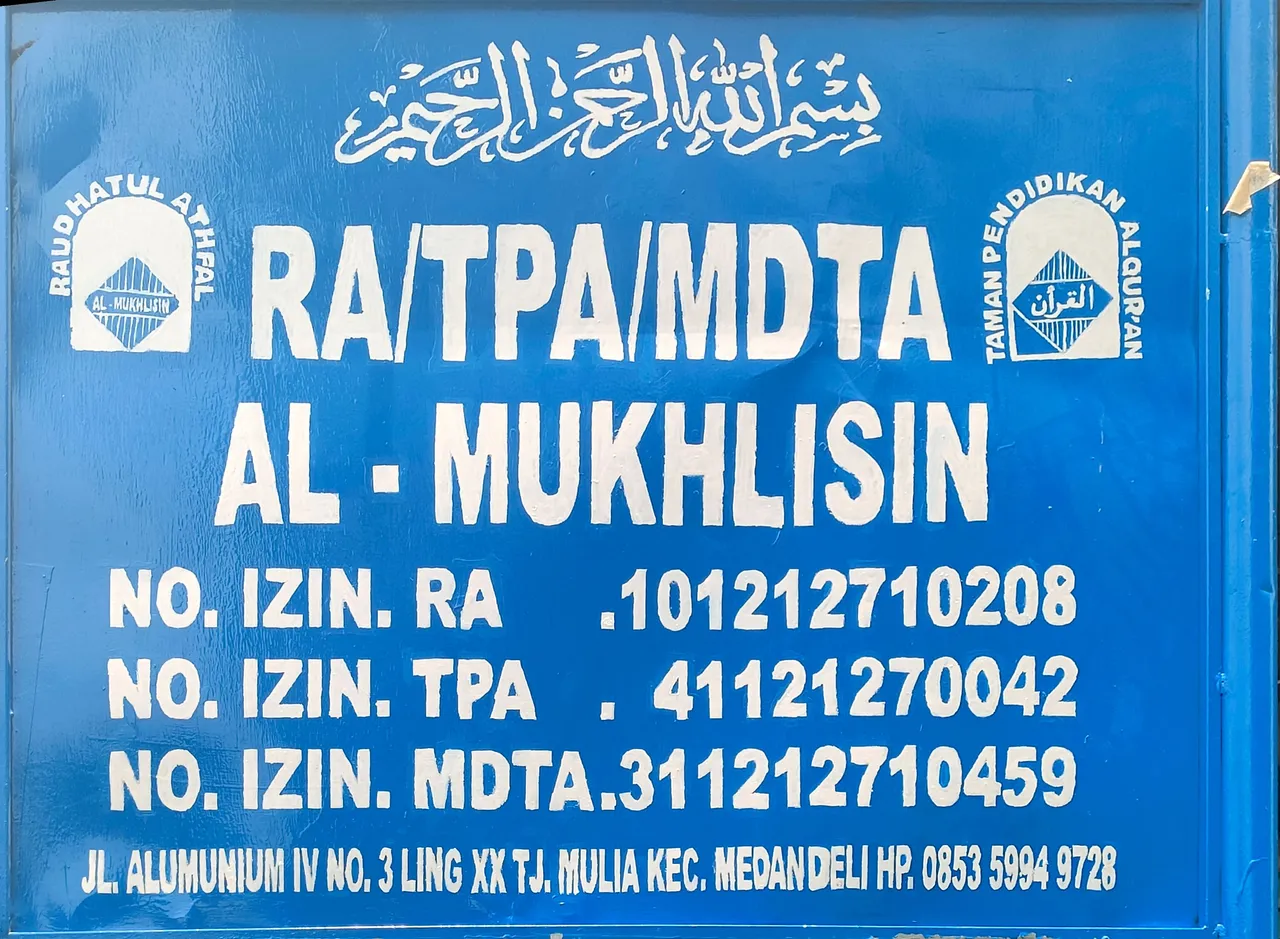 بسم الله الرحمن الرحيم
RAUDHATUL ATHFAL
AL - MUKHLISIN
TAMAN PENDIDIKAN ALQUR'AN
القرآن
RA/TPA/MDTA
AL - MUKHLISIN
NO. IZIN. RA .101212710208
NO. IZIN. TPA . 41121270042
NO. IZIN. MDTA.311212710459
JL. ALUMUNIUM IV NO. 3 LING XX TJ. MULIA KEC. MEDAN DELI HP. 0853 5994 9728